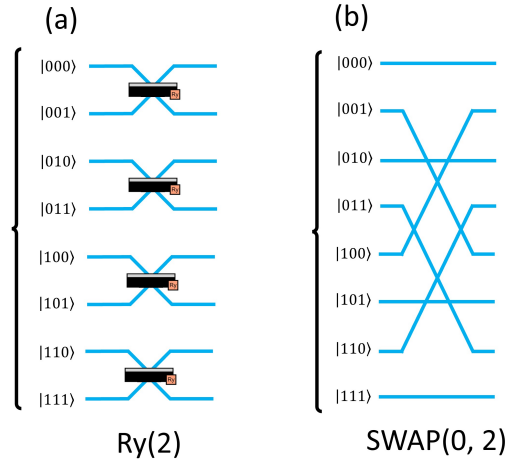 (a)
|000⟩
|001⟩
Ry
|010⟩
|011⟩
Ry
|100⟩
|101⟩
Ry
|110⟩
|111⟩
Ry
Ry(2)
(b)
|000⟩
|001⟩
|010⟩
|011⟩
|100⟩
|101⟩
|110⟩
|111⟩
SWAP(0, 2)